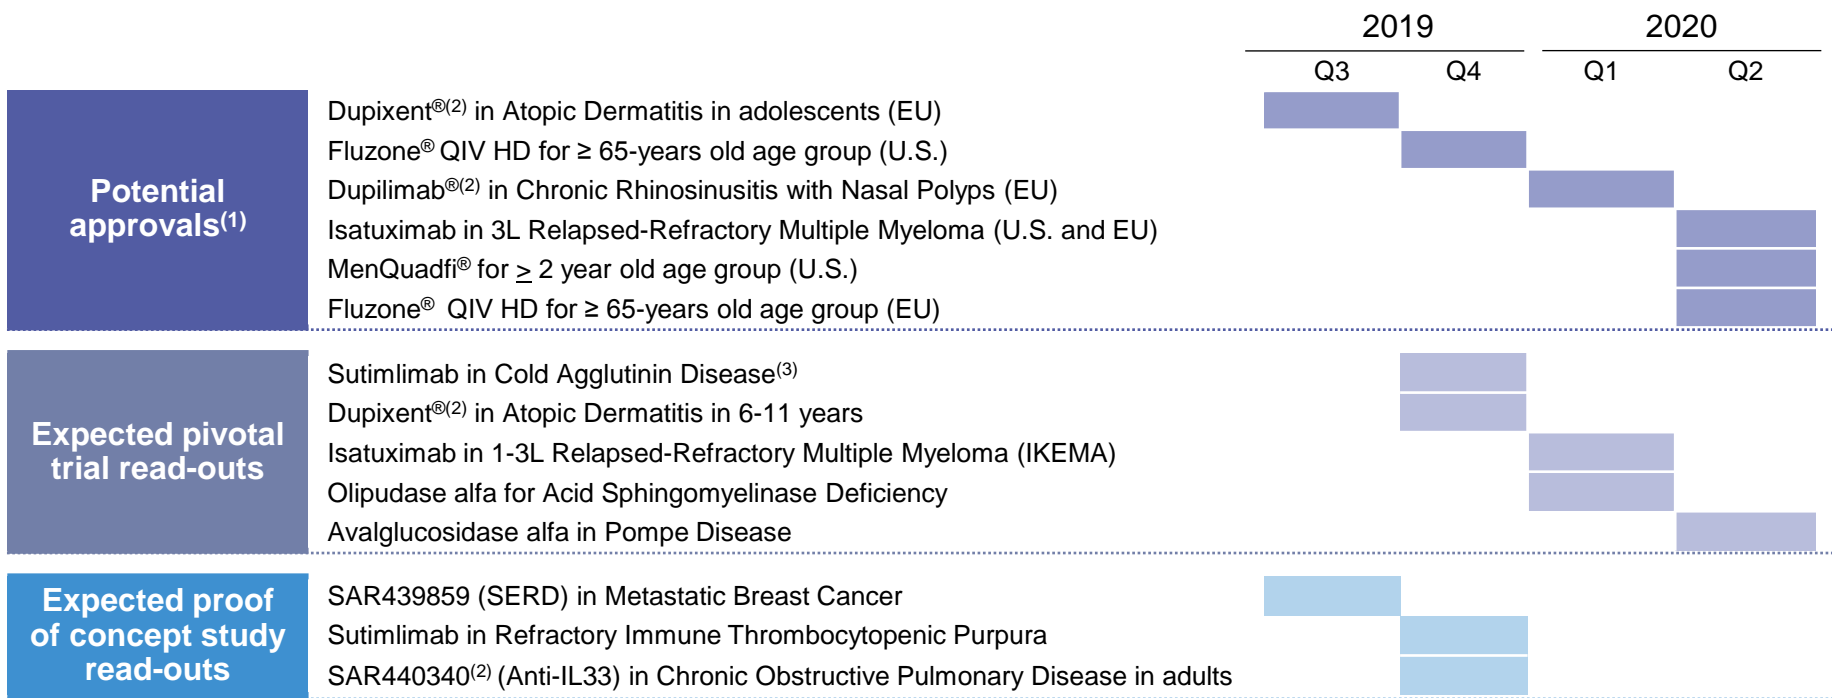 2019 2020
Q3 Q4 Q1 Q2
Potential
approvals(1)
Dupixent®(2) in Atopic Dermatitis in adolescents (EU)
Fluzone® QIV HD for ≥ 65-years old age group (U.S.)
Dupilimab®(2) in Chronic Rhinosinusitis with Nasal Polyps (EU)
Isatuximab in 3L Relapsed-Refractory Multiple Myeloma (U.S. and EU)
MenQuadfi® for ≥ 2 year old age group (U.S.)
Fluzone® QIV HD for ≥ 65-years old age group (EU)
Expected pivotal
trial read-outs
Sutimlimab in Cold Agglutinin Disease(3)
Dupixent®(2) in Atopic Dermatitis in 6-11 years
Isatuximab in 1-3L Relapsed-Refractory Multiple Myeloma (IKEMA)
Olipudase alfa for Acid Sphingomyelinase Deficiency
Avalglucosidase alfa in Pompe Disease
Expected proof
of concept study
read-outs
SAR439859 (SERD) in Metastatic Breast Cancer
Sutimlimab in Refractory Immune Thrombocytopenic Purpura
SAR440340(2) (Anti-IL33) in Chronic Obstructive Pulmonary Disease in adults